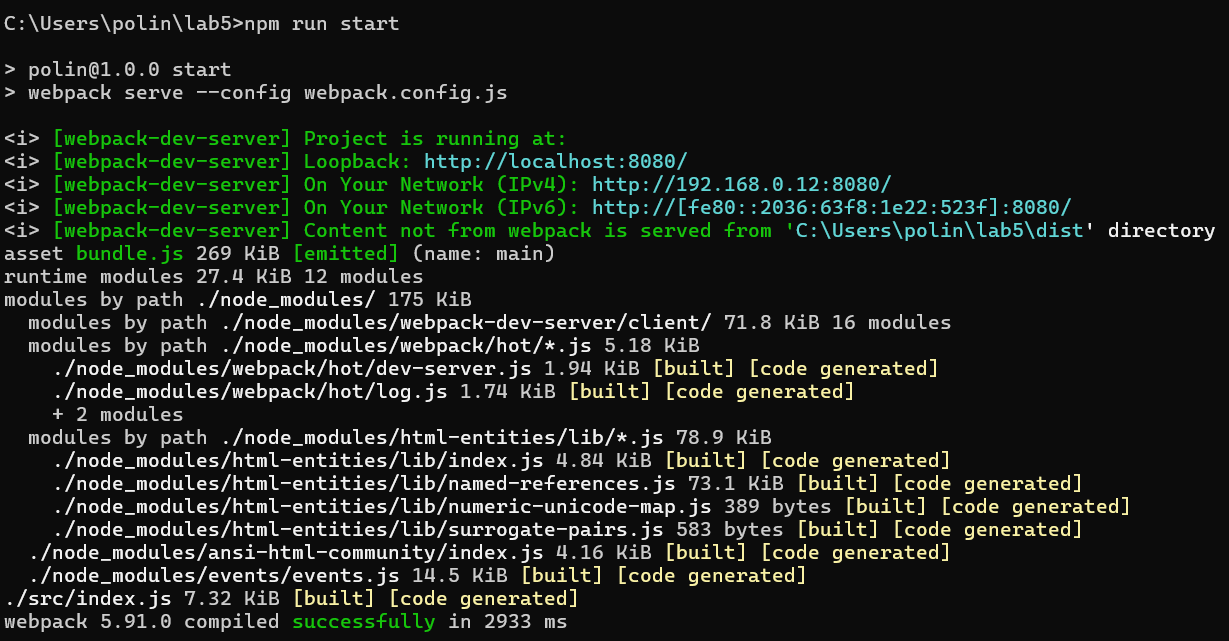 C:\Users\polin\lab5>npm run start
> polin@1.0.0 start
> webpack serve --config webpack.config.js
<i> [webpack-dev-server] Project is running at:
<i> [webpack-dev-server] Loopback: http://localhost:8080/
<i> [webpack-dev-server] On Your Network (IPv4): http://192.168.0.12:8080/
<i> [webpack-dev-server] On Your Network (IPv6): http://[fe80::2036:63f8:1e22:523f]:8080/
<i> [webpack-dev-server] Content not from webpack is served from 'C:\Users\polin\lab5\dist' directory
asset bundle.js 269 KiB [emitted] (name: main)
runtime modules 27.4 KiB 12 modules
modules by path ./node_modules/ 175 KiB
  modules by path ./node_modules/webpack-dev-server/client/ 71.8 KiB 16 modules
  modules by path ./node_modules/webpack/hot/*.js 5.18 KiB
    ./node_modules/webpack/hot/dev-server.js 1.94 KiB [built] [code generated]
    ./node_modules/webpack/hot/log.js 1.74 KiB [built] [code generated]
    + 2 modules
  modules by path ./node_modules/html-entities/lib/*.js 78.9 KiB
    ./node_modules/html-entities/lib/index.js 4.84 KiB [built] [code generated]
    ./node_modules/html-entities/lib/named-references.js 73.1 KiB [built] [code generated]
    ./node_modules/html-entities/lib/numeric-unicode-map.js 389 bytes [built] [code generated]
    ./node_modules/html-entities/lib/surrogate-pairs.js 583 bytes [built] [code generated]
  ./node_modules/ansi-html-community/index.js 4.16 KiB [built] [code generated]
  ./node_modules/events/events.js 14.5 KiB [built] [code generated]
./src/index.js 7.32 KiB [built] [code generated]
webpack 5.91.0 compiled successfully in 2933 ms